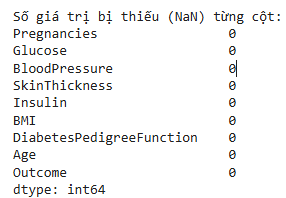 Số giá trị bị thiếu (NaN) từng cột:
Pregnancies 0
Glucose 0
BloodPressure 0
SkinThickness 0
Insulin 0
BMI 0
DiabetesPedigreeFunction 0
Age 0
Outcome 0
dtype: int64